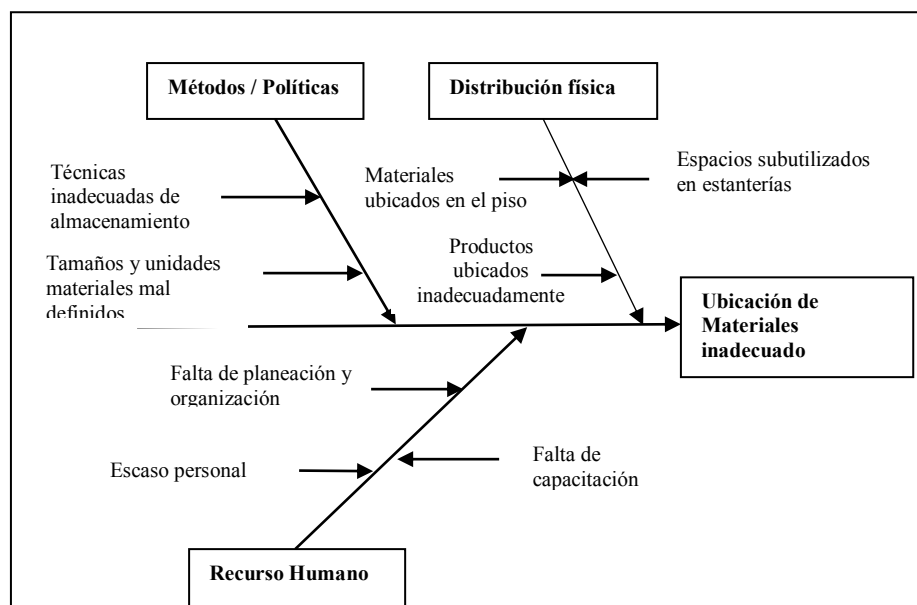 Métodos / Políticas
Distribución física
Técnicas
inadecuadas de
almacenamiento
Materiales
ubicados en el piso
Espacios subutilizados
en estanterías
Tamaños y unidades
materiales mal
definidos
Productos
ubicados
inadecuadamente
Ubicación de
Materiales
inadecuado
Falta de planeación y
organización
Escaso personal
Falta de
capacitación
Recurso Humano